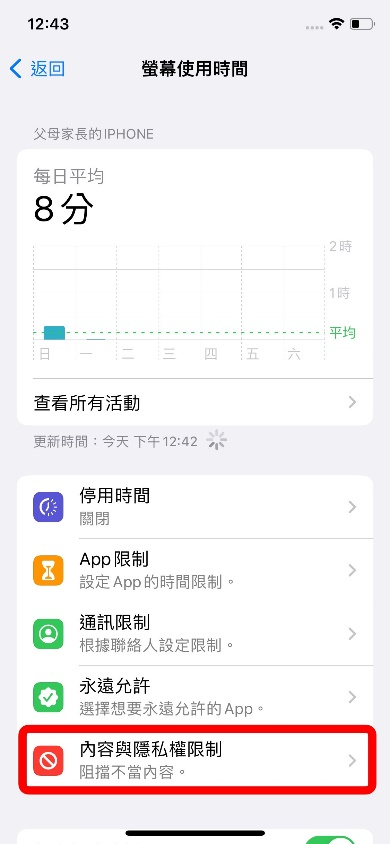 12:43
返回
螢幕使用時間
父母家長的IPHONE
每日平均
8分
2時
1時
平均
日 一 二 三 四 五 六
查看所有活動
更新時間：今天 下午12:42
停用時間
關閉
App限制
設定App的時間限制。
通訊限制
根據聯絡人設定限制。
永遠允許
選擇想要永遠允許的App。
內容與隱私權限制
阻擋不當內容。